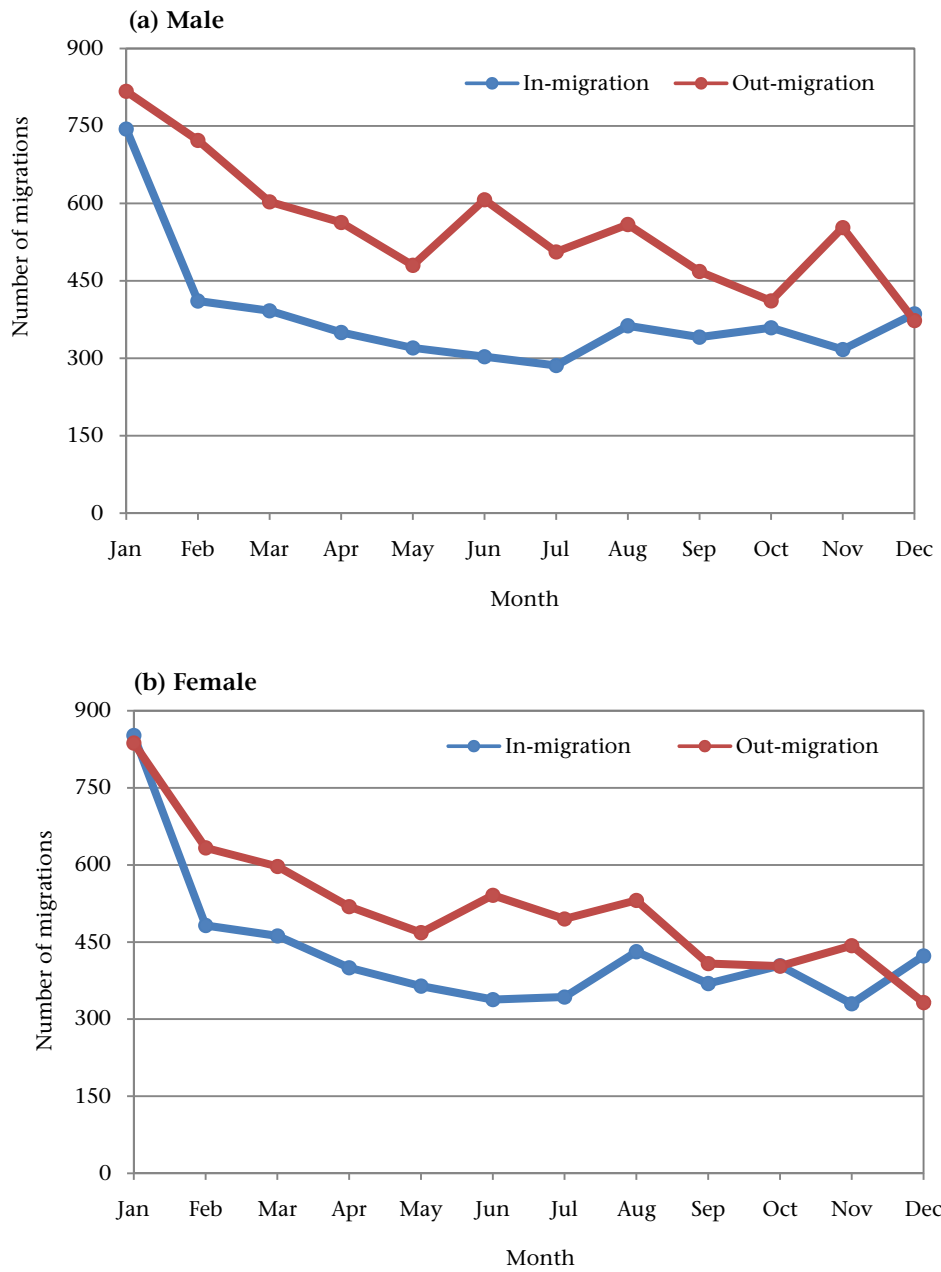 (a) Male
900
750
600
450
300
150
0
Number of migrations
In-migration Out-migration
Jan Feb Mar Apr May Jun Jul Aug Sep Oct Nov Dec
Month
(b) Female
900
750
600
450
300
150
0
Number of migrations
In-migration Out-migration
Jan Feb Mar Apr May Jun Jul Aug Sep Oct Nov Dec
Month